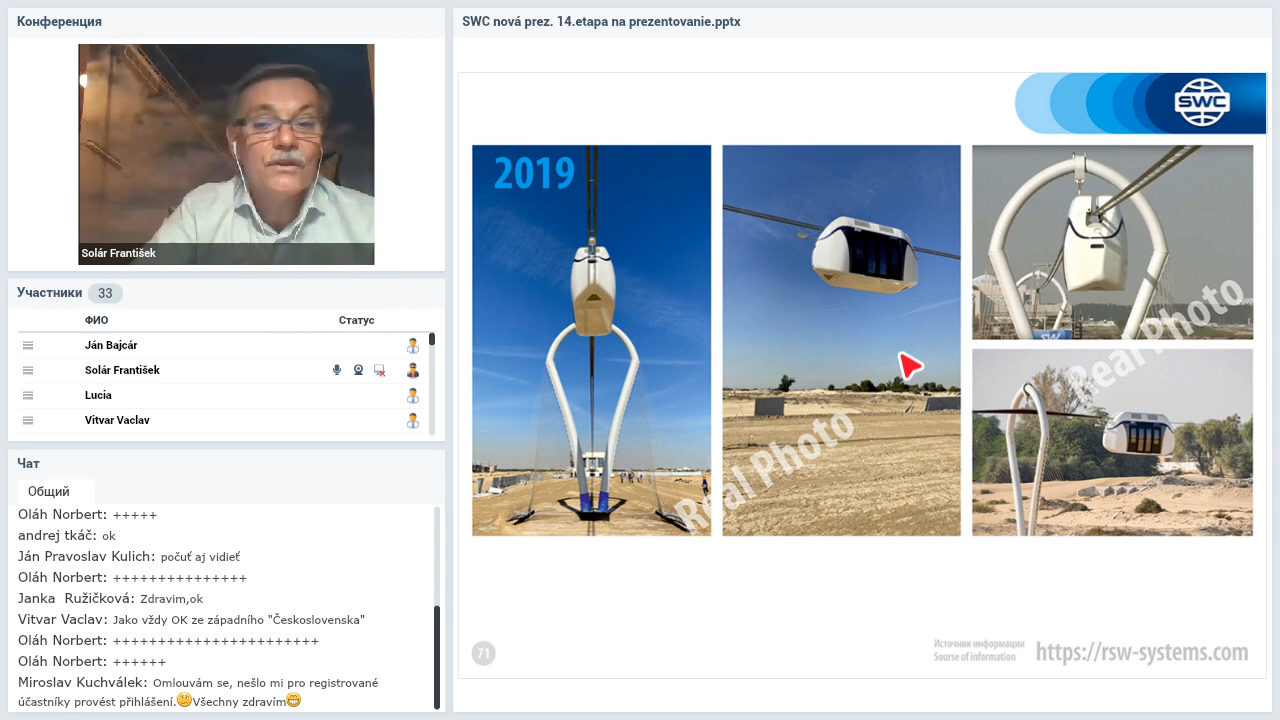 Конференция
Solár František
Участники 33
ФИО Статус
Ján Bajcár
Solár František
Lucia
Vitvar Vaclav
Чат
Общий
Oláh Norbert: +++++
andrej tkáč: ok
Ján Pravoslav Kulich: počuť aj vidieť
Oláh Norbert: +++++++++++++++
Janka Ružičková: Zdravim,ok
Vitvar Vaclav: Jako vždy OK ze západního "Československa"
Oláh Norbert: +++++++++++++++++++++++
Oláh Norbert: ++++++
Miroslav Kuchválek: Omlouvám se, nešlo mi pro registrované
účastníky provést přihlášení.Všechny zdravím
SWC nová prez. 14.etapa na prezentovanie.pptx
SWC
2019
Real Photo
Real Photo
71
Источник информации
Sourse of information
https://rsw-systems.com